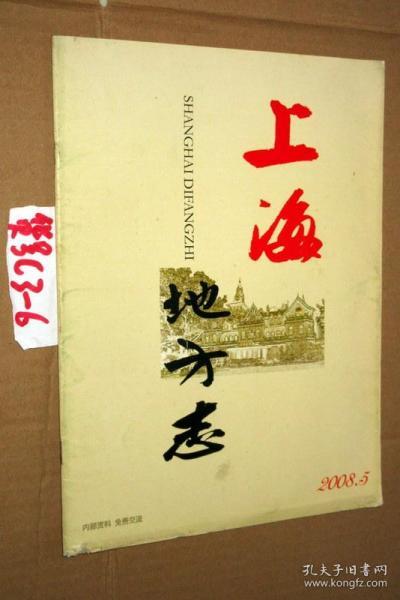 上海
SHANGHAI DIFANGZHI
地方志
2008.5
内部资料 免费交流
孔夫子旧书网
www.kongfz.com